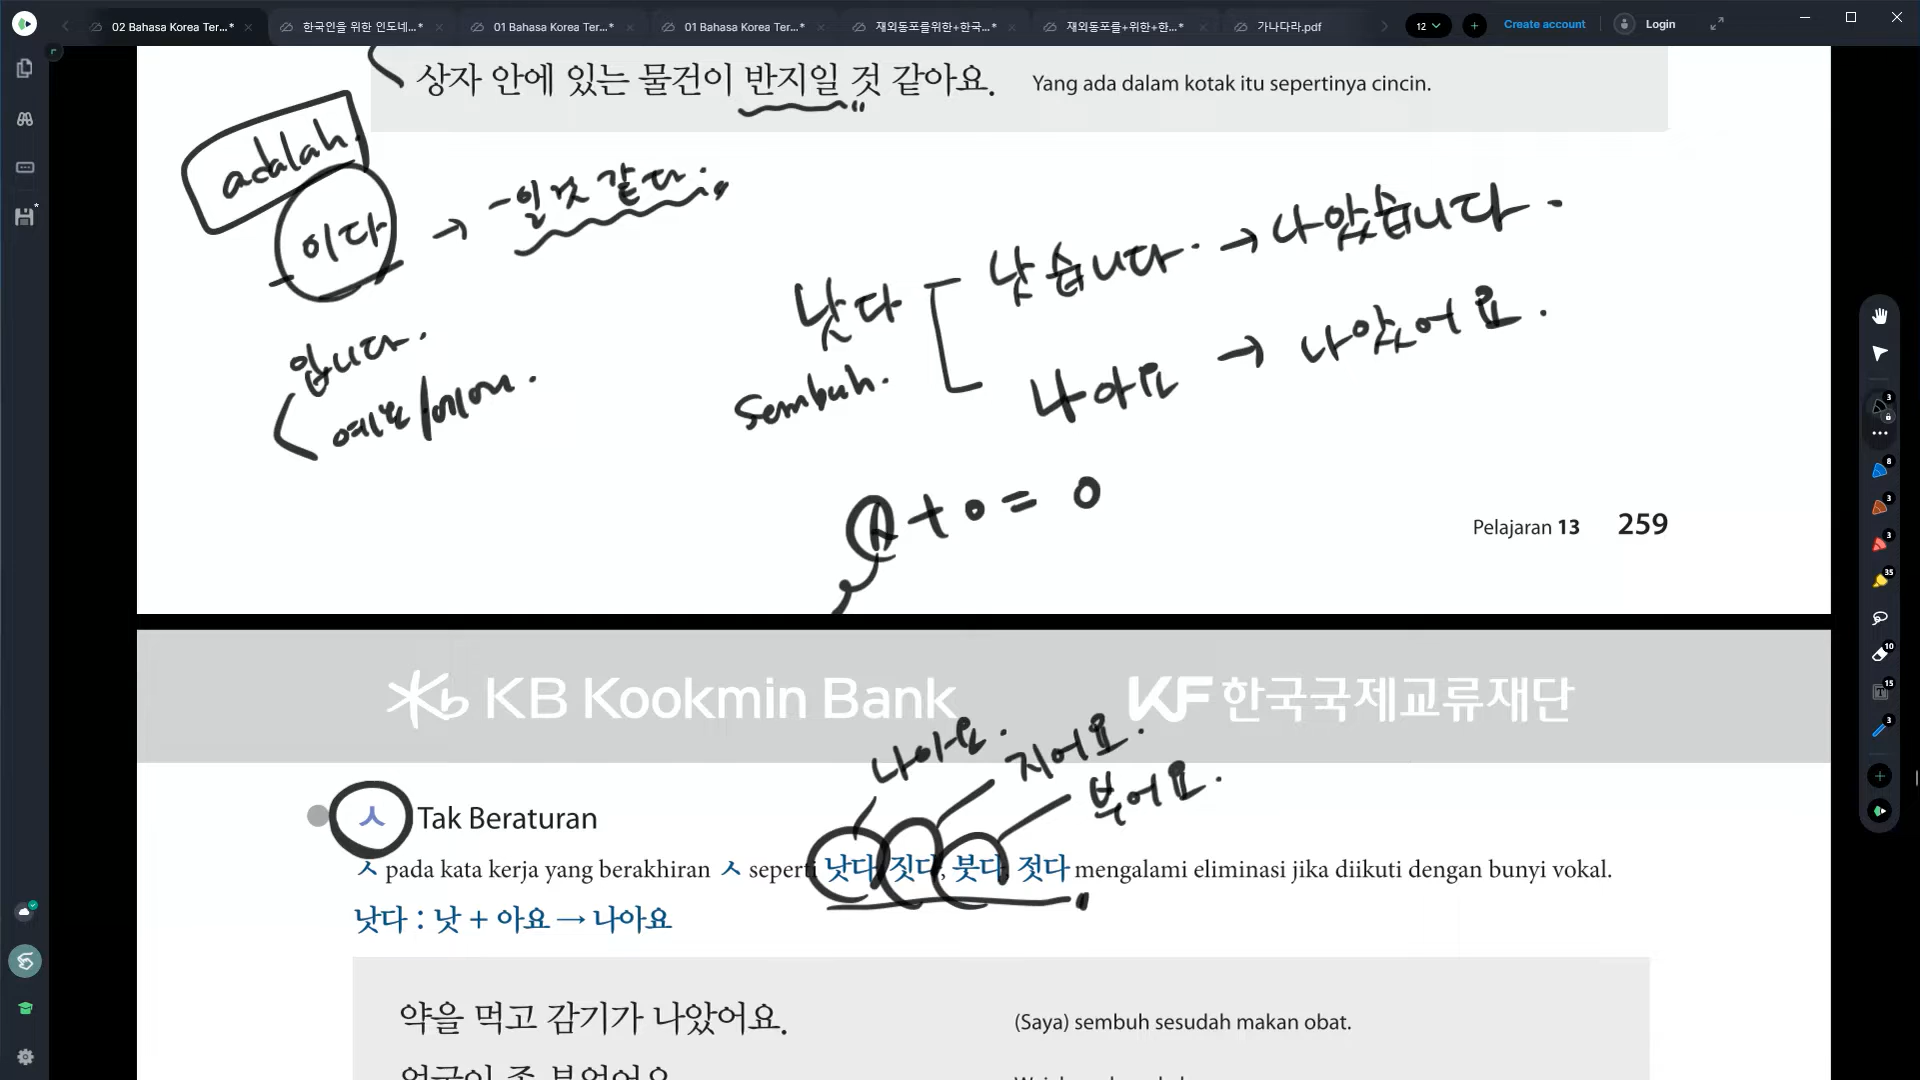 02 Bahasa Korea Ter...*
한국인을 위한 인도네...*
01 Bahasa Korea Ter...*
01 Bahasa Korea Ter...*
재외동포를위한+한국...*
재외동포를+위한+한...*
가나다라.pdf
12
Create account
Login
상자 안에 있는 물건이 반지일 것 같아요. Yang ada dalam kotak itu sepertinya cincin.
adalah.
이다 → -일 것 같다.
입니다.
예요/에요.
낫다
sembuh.
낫습니다. → 나았습니다.
나아요 → 나았어요.
ㅅ + ㅇ = ㅇ
Pelajaran 13 259
KB Kookmin Bank
KF 한국국제교류재단
나아요.
지어요.
부어요.
ㅅ Tak Beraturan
ㅅ pada kata kerja yang berakhiran ㅅ seperti 낫다, 짓다, 붓다, 젓다 mengalami eliminasi jika diikuti dengan bunyi vokal.
낫다 : 낫 + 아요 → 나아요
약을 먹고 감기가 나았어요. (Saya) sembuh sesudah makan obat.
3
8
3
3
35
10
15
3